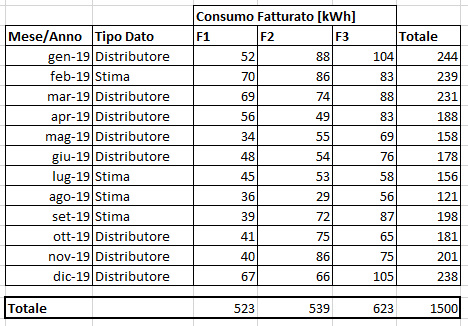 Consumo Fatturato [kWh]
Mese/Anno Tipo Dato F1 F2 F3 Totale
gen-19 Distributore 52 88 104 244
feb-19 Stima 70 86 83 239
mar-19 Distributore 69 74 88 231
apr-19 Distributore 56 49 83 188
mag-19 Distributore 34 55 69 158
giu-19 Distributore 48 54 76 178
lug-19 Stima 45 53 58 156
ago-19 Stima 36 29 56 121
set-19 Stima 39 72 87 198
ott-19 Distributore 41 75 65 181
nov-19 Distributore 40 86 75 201
dic-19 Distributore 67 66 105 238
Totale 523 539 623 1500